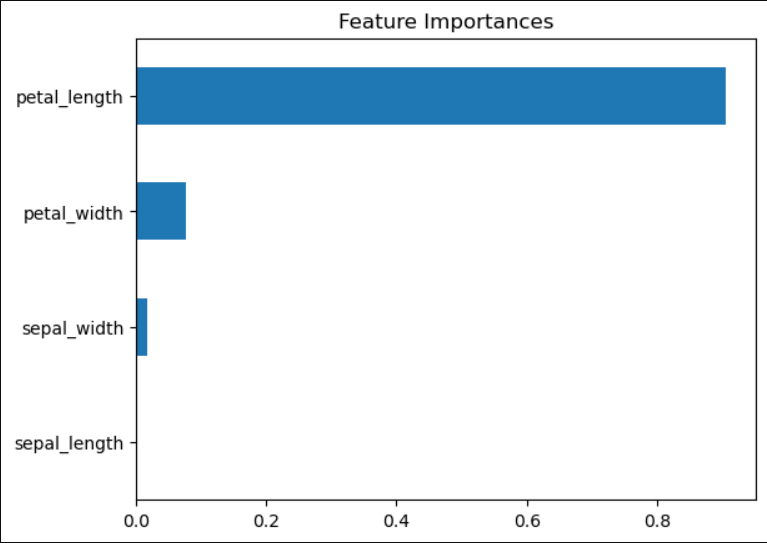 Feature Importances
petal_length
petal_width
sepal_width
sepal_length
0.0 0.2 0.4 0.6 0.8